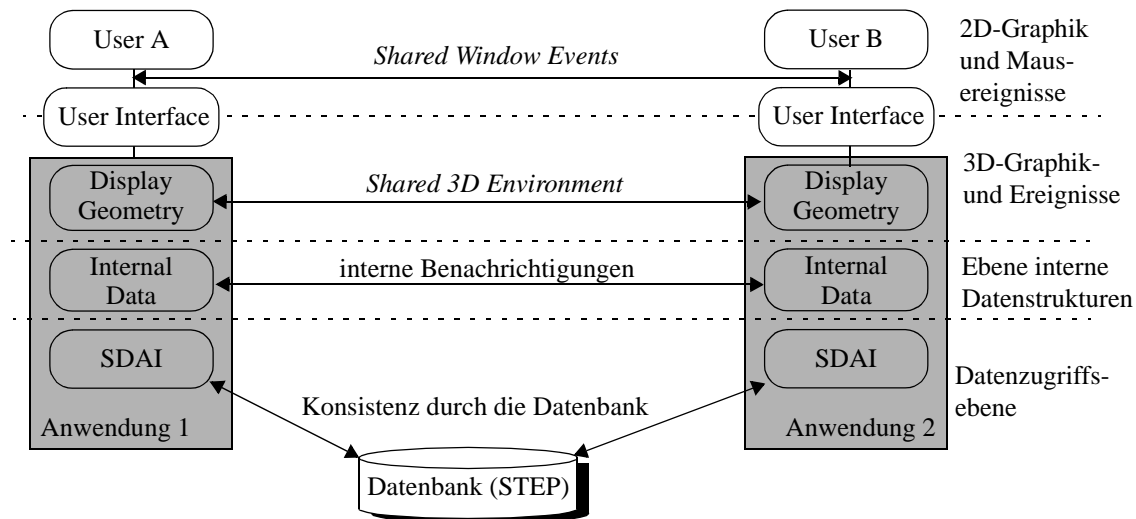 User A
User B
2D-Graphik
und Maus-
ereignisse
Shared Window Events
User Interface
User Interface
3D-Graphik-
und Ereignisse
Display
Geometry
Shared 3D Environment
Display
Geometry
Internal
Data
interne Benachrichtigungen
Internal
Data
Ebene interne
Datenstrukturen
SDAI
SDAI
Datenzugriffs-
ebene
Konsistenz durch die Datenbank
Anwendung 1
Anwendung 2
Datenbank (STEP)